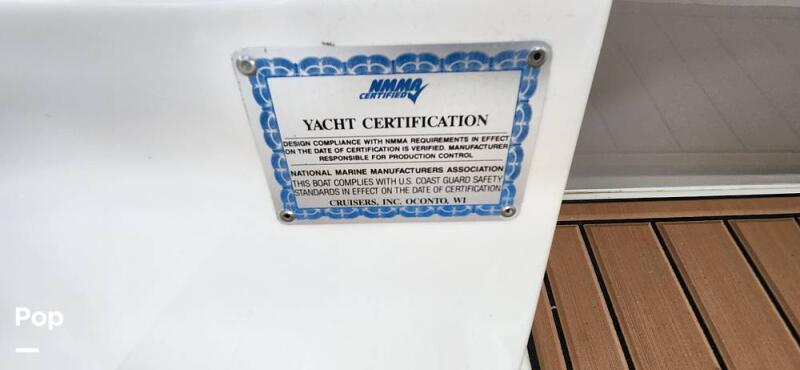 NMMA
CERTIFIED
YACHT CERTIFICATION
DESIGN COMPLIANCE WITH NMMA REQUIREMENTS IN EFFECT
ON THE DATE OF CERTIFICATION IS VERIFIED. MANUFACTURER
RESPONSIBLE FOR PRODUCTION CONTROL
NATIONAL MARINE MANUFACTURERS ASSOCIATION
THIS BOAT COMPLIES WITH U.S. COAST GUARD SAFETY
STANDARDS IN EFFECT ON THE DATE OF CERTIFICATION
CRUISERS, INC. OCONTO, WI
Pop